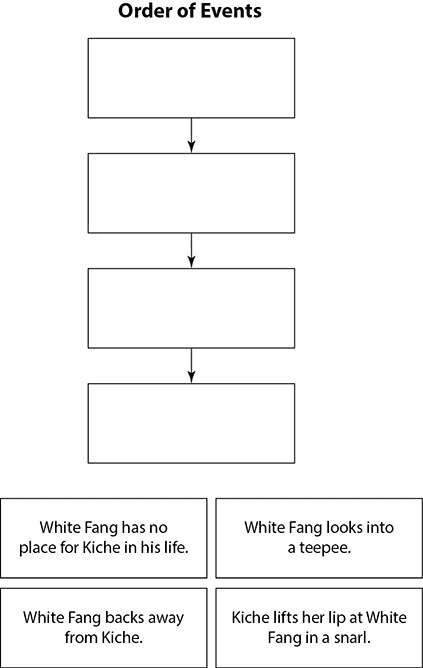 Order of Events
White Fang has no
place for Kiche in his life.
White Fang looks into
a teepee.
White Fang backs away
from Kiche.
Kiche lifts her lip at White
Fang in a snarl.